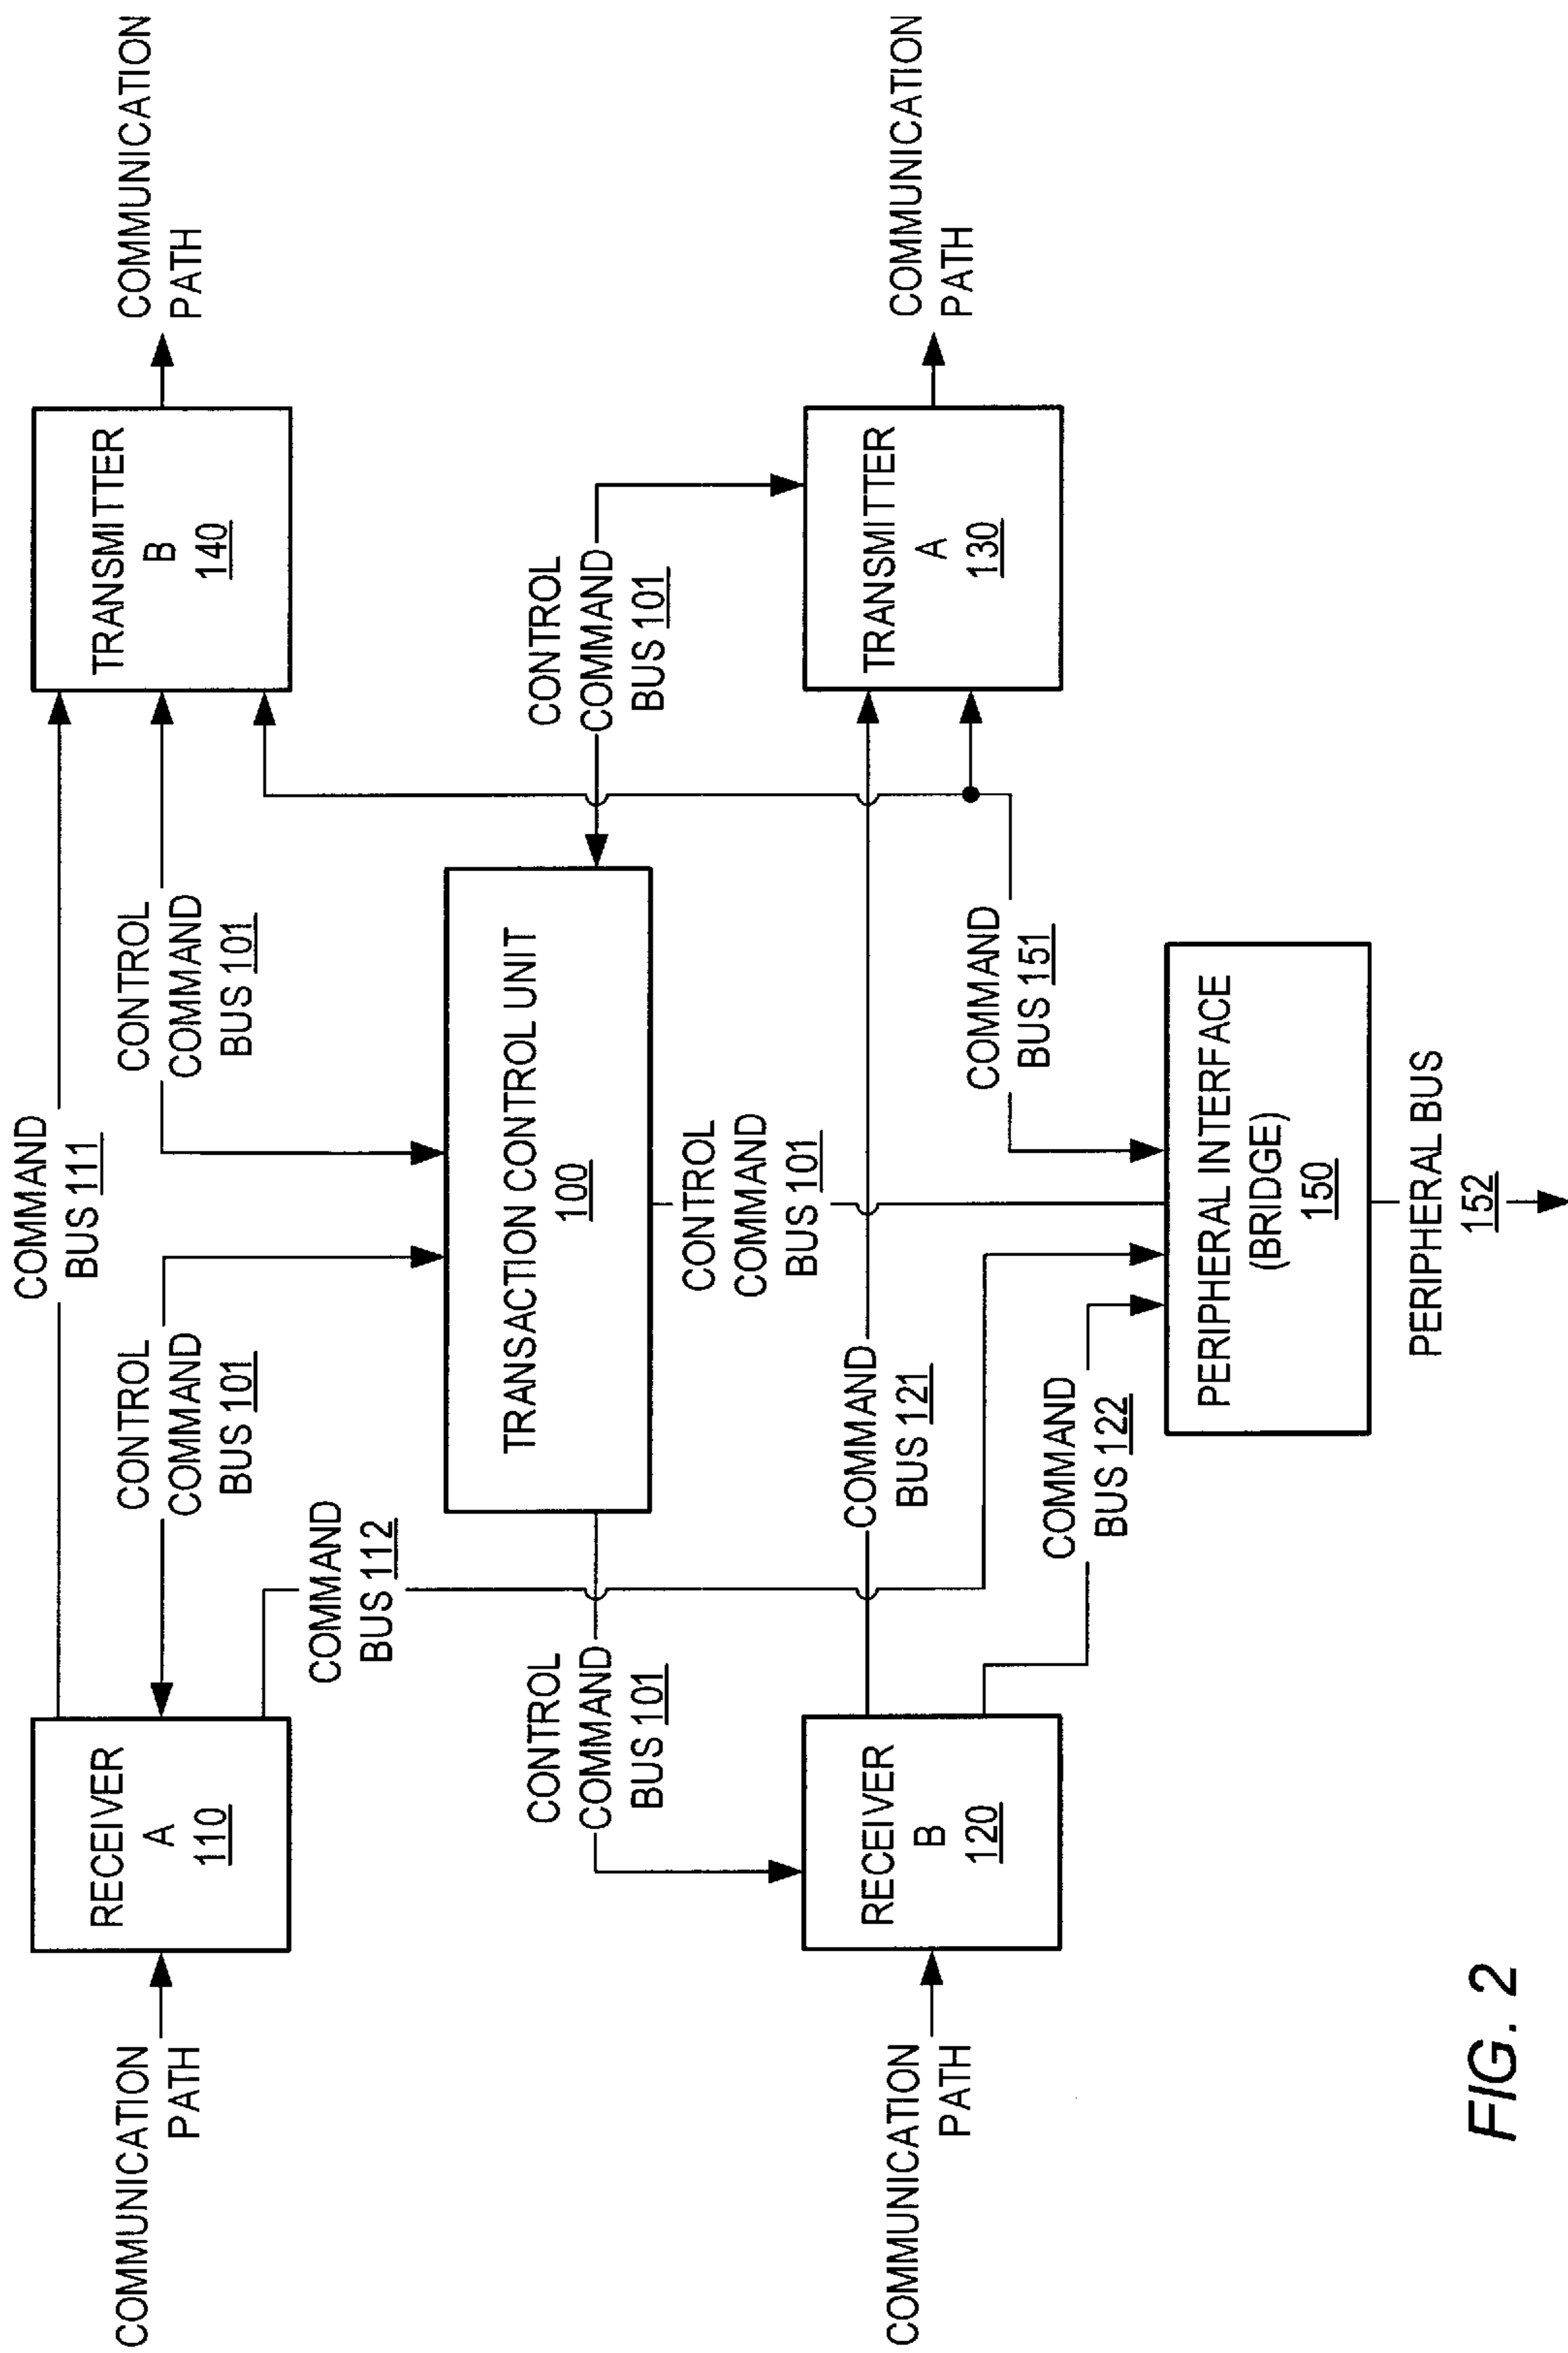 COMMAND
BUS 111
COMMUNICATION
PATH
RECEIVER
A
110
CONTROL
COMMAND
BUS 101
CONTROL
COMMAND
BUS 101
TRANSMITTER
B
140
COMMUNICATION
PATH
COMMAND
BUS 112
TRANSACTION CONTROL UNIT
100
CONTROL
COMMAND
BUS 101
CONTROL
COMMAND
BUS 101
CONTROL
COMMAND
BUS 101
COMMUNICATION
PATH
RECEIVER
B
120
COMMAND
BUS 121
TRANSMITTER
A
130
COMMUNICATION
PATH
COMMAND
BUS 122
COMMAND
BUS 151
PERIPHERAL INTERFACE
(BRIDGE)
150
PERIPHERAL BUS
152
FIG. 2